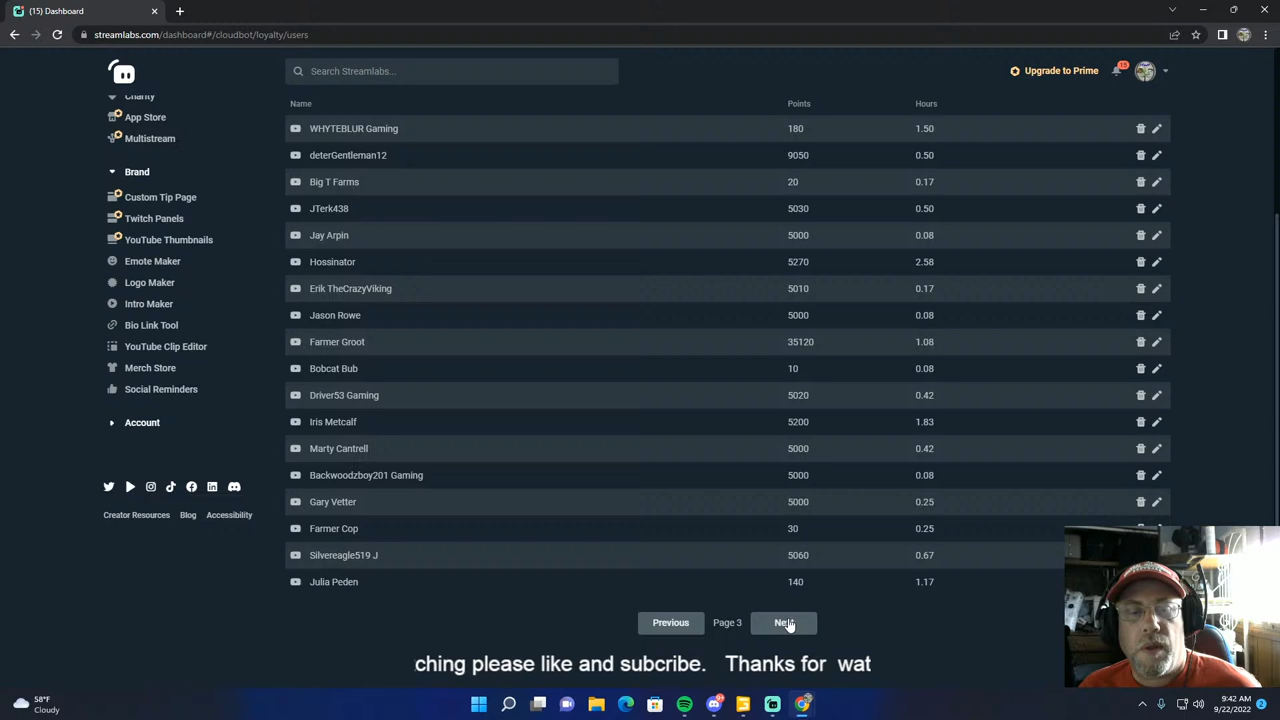 (15) Dashboard
streamlabs.com/dashboard#/cloudbot/loyalty/users
Search Streamlabs...
Upgrade to Prime
15
Charity
App Store
Multistream
Brand
Custom Tip Page
Twitch Panels
YouTube Thumbnails
Emote Maker
Logo Maker
Intro Maker
Bio Link Tool
YouTube Clip Editor
Merch Store
Social Reminders
Account
Creator Resources Blog Accessibility
Name Points Hours
WHYTEBLUR Gaming 180 1.50
deterGentleman12 9050 0.50
Big T Farms 20 0.17
JTerk438 5030 0.50
Jay Arpin 5000 0.08
Hossinator 5270 2.58
Erik TheCrazyViking 5010 0.17
Jason Rowe 5000 0.08
Farmer Groot 35120 1.08
Bobcat Bub 10 0.08
Driver53 Gaming 5020 0.42
Iris Metcalf 5200 1.83
Marty Cantrell 5000 0.42
Backwoodzboy201 Gaming 5000 0.08
Gary Vetter 5000 0.25
Farmer Cop 30 0.25
Silvereagle519 J 5060 0.67
Julia Peden 140 1.17
Previous Page 3 Next
ching please like and subcribe. Thanks for wat
58°F
Cloudy
9:42 AM
9/22/2022